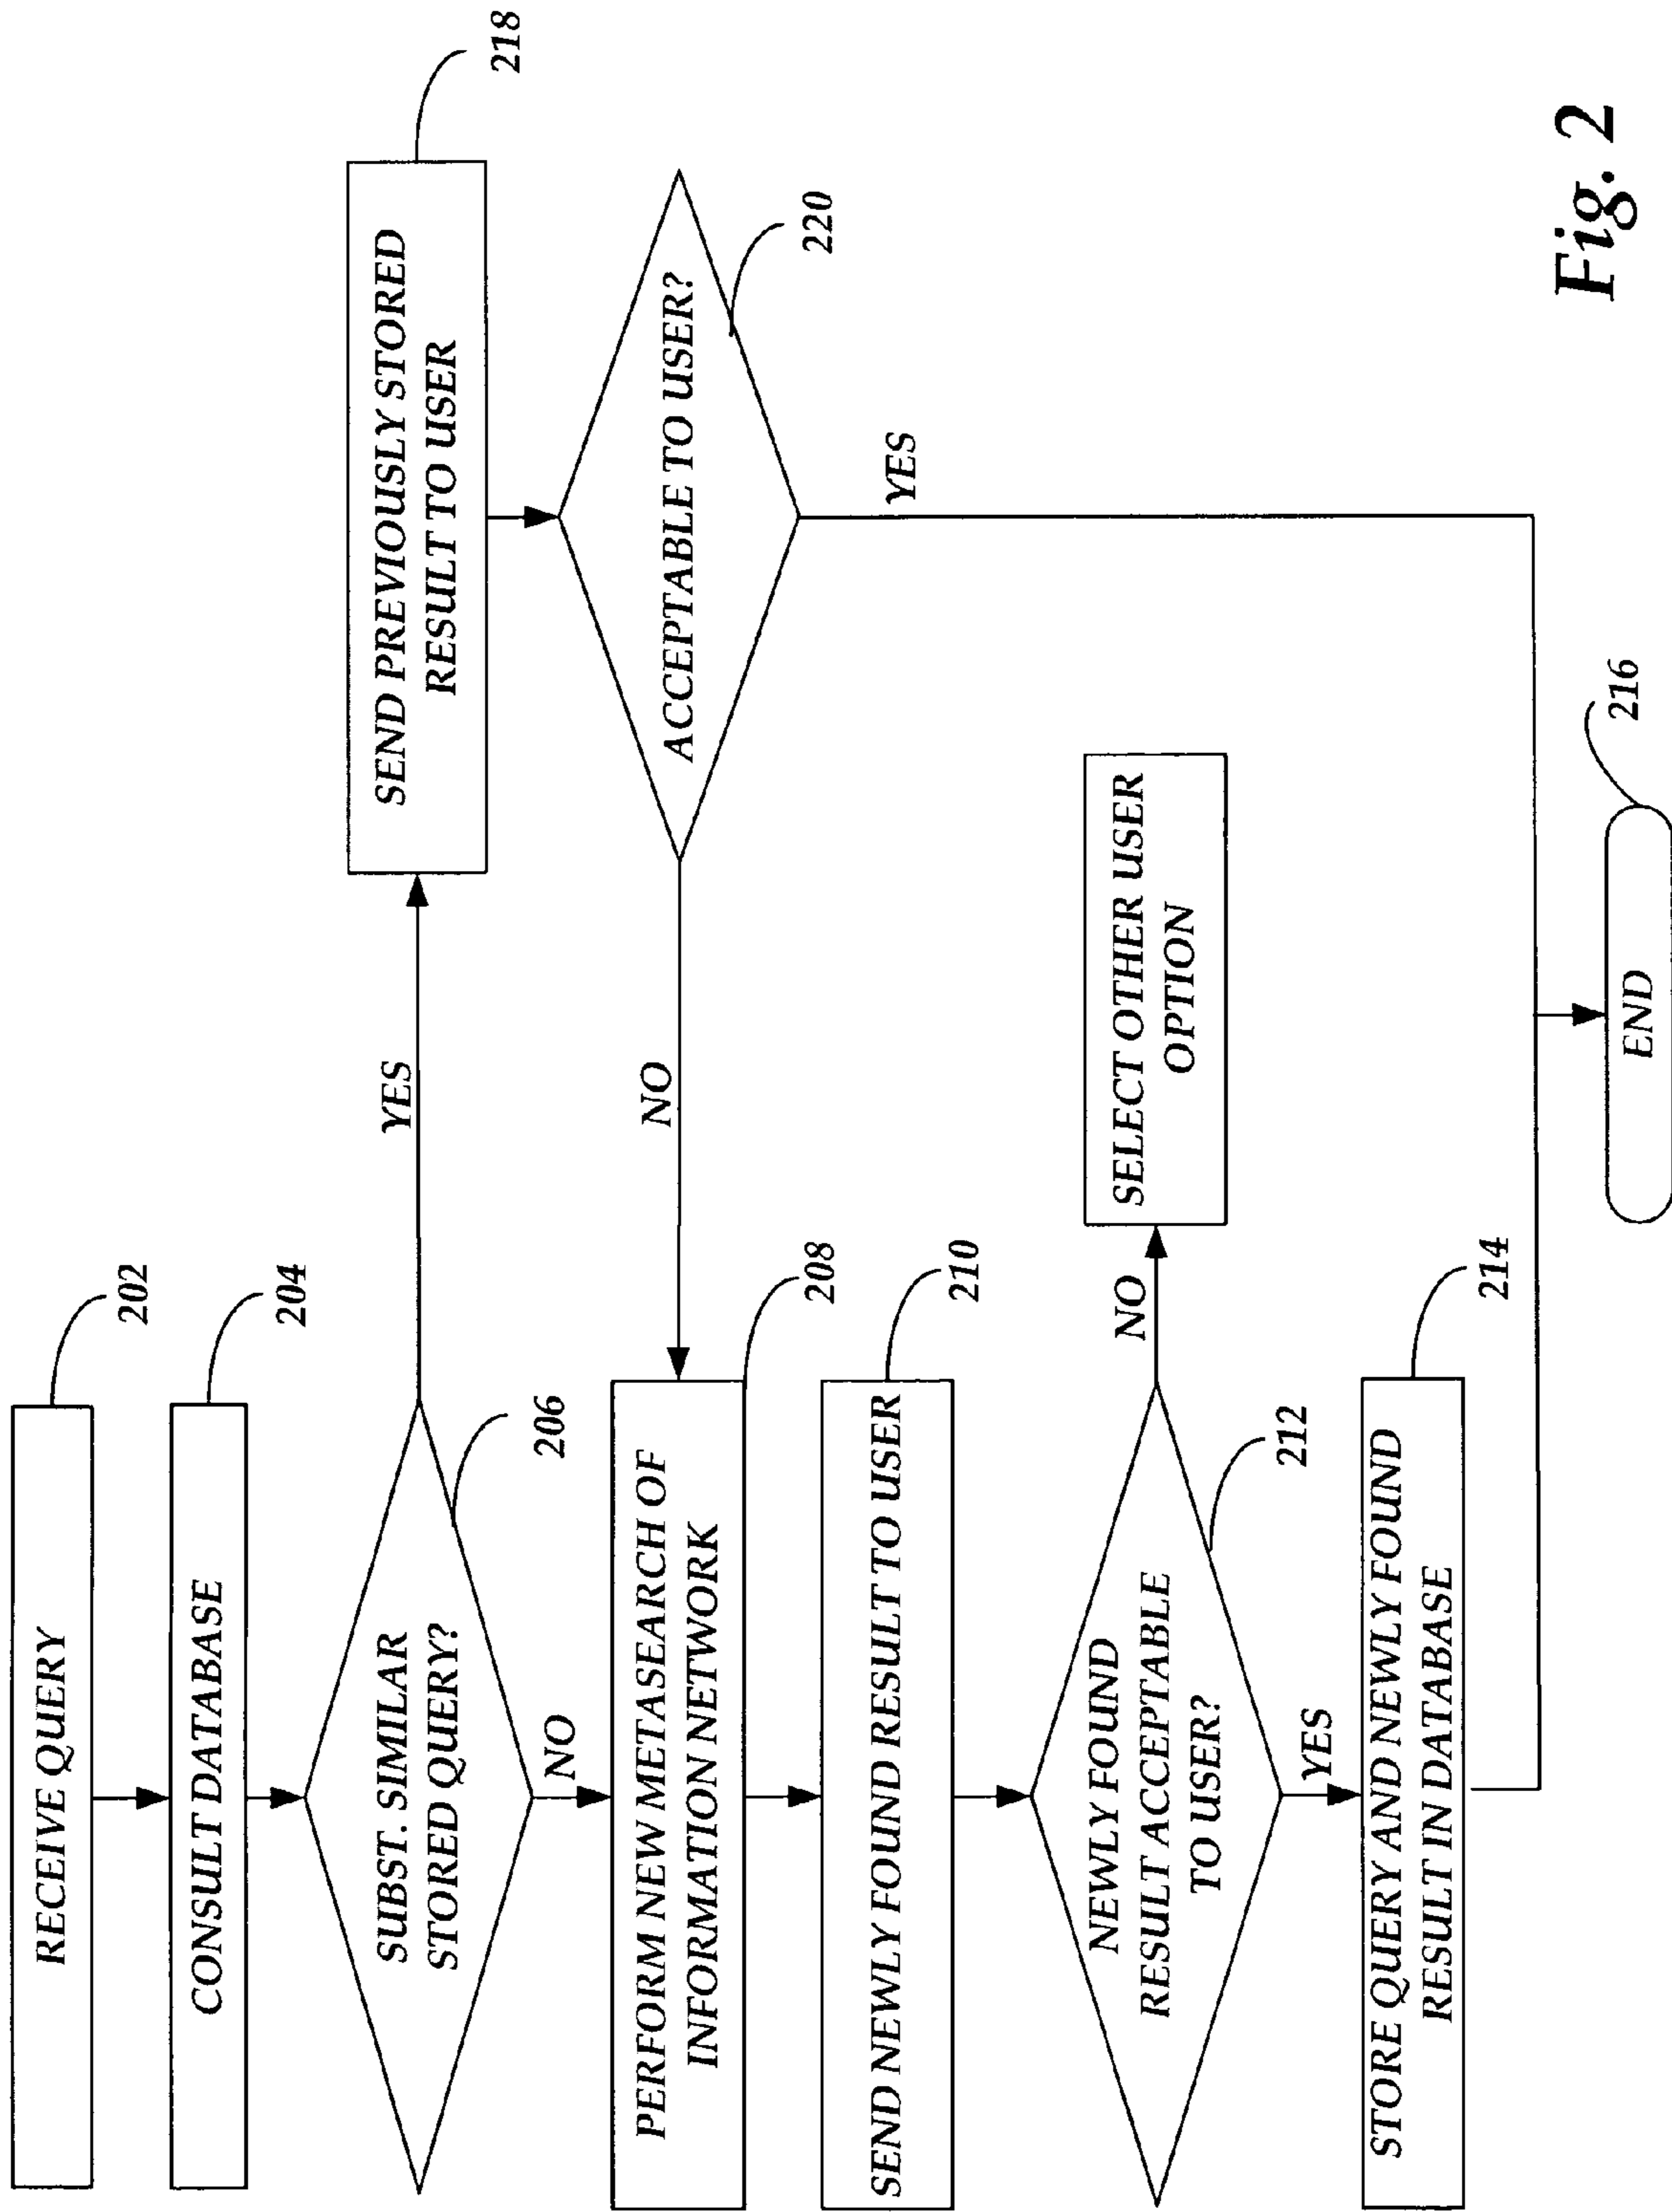 RECEIVE QUERY
202
CONSULT DATABASE
204
SUBST. SIMILAR
STORED QUERY?
206
YES
NO
SEND PREVIOUSLY STORED
RESULT TO USER
218
ACCEPTABLE TO USER?
220
NO
YES
PERFORM NEW METASEARCH OF
INFORMATION NETWORK
208
SEND NEWLY FOUND RESULT TO USER
210
NEWLY FOUND
RESULT ACCEPTABLE
TO USER?
212
NO
SELECT OTHER USER
OPTION
YES
STORE QUERY AND NEWLY FOUND
RESULT IN DATABASE
214
END
216
Fig. 2